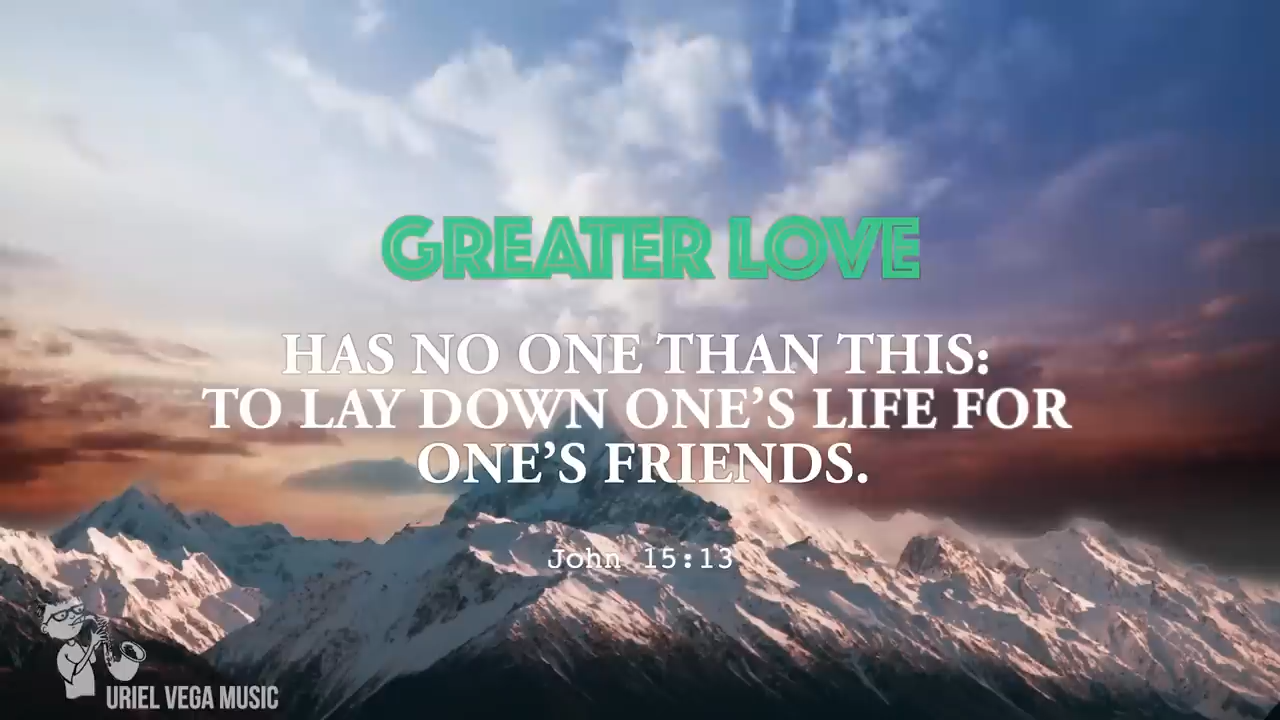 GREATER LOVE
HAS NO ONE THAN THIS:
TO LAY DOWN ONE’S LIFE FOR
ONE’S FRIENDS.
John 15:13
URIEL VEGA MUSIC